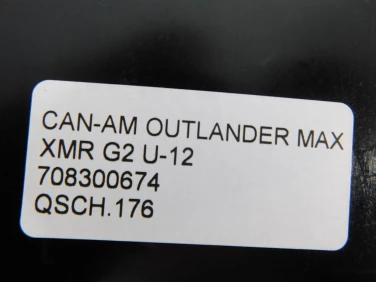 CAN-AM OUTLANDER MAX
XMR G2 U-12
708300674
QSCH.176